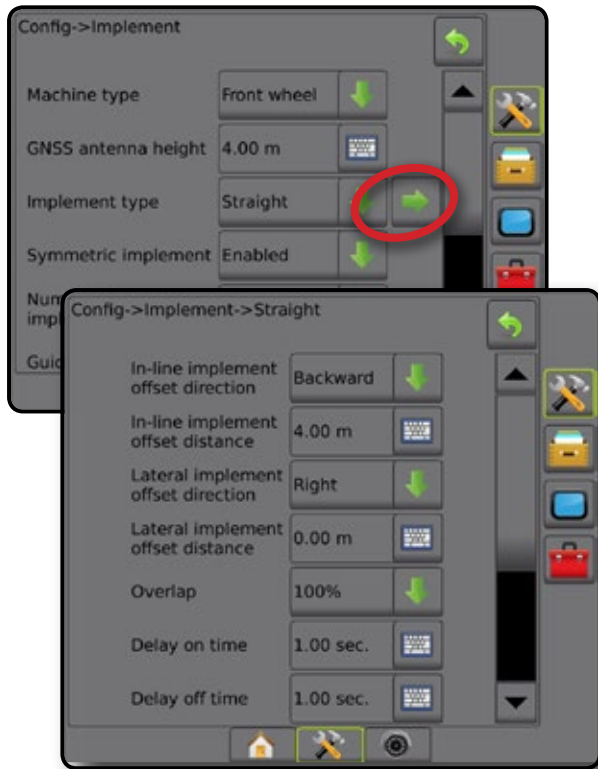 Config->Implement
Machine type Front wheel
GNSS antenna height 4.00 m
Implement type Straight
Symmetric implement Enabled
Num
impl
Guid
Config->Implement->Straight
In-line implement
offset direction Backward
In-line implement
offset distance 4.00 m
Lateral implement
offset direction Right
Lateral implement
offset distance 0.00 m
Overlap 100%
Delay on time 1.00 sec.
Delay off time 1.00 sec.